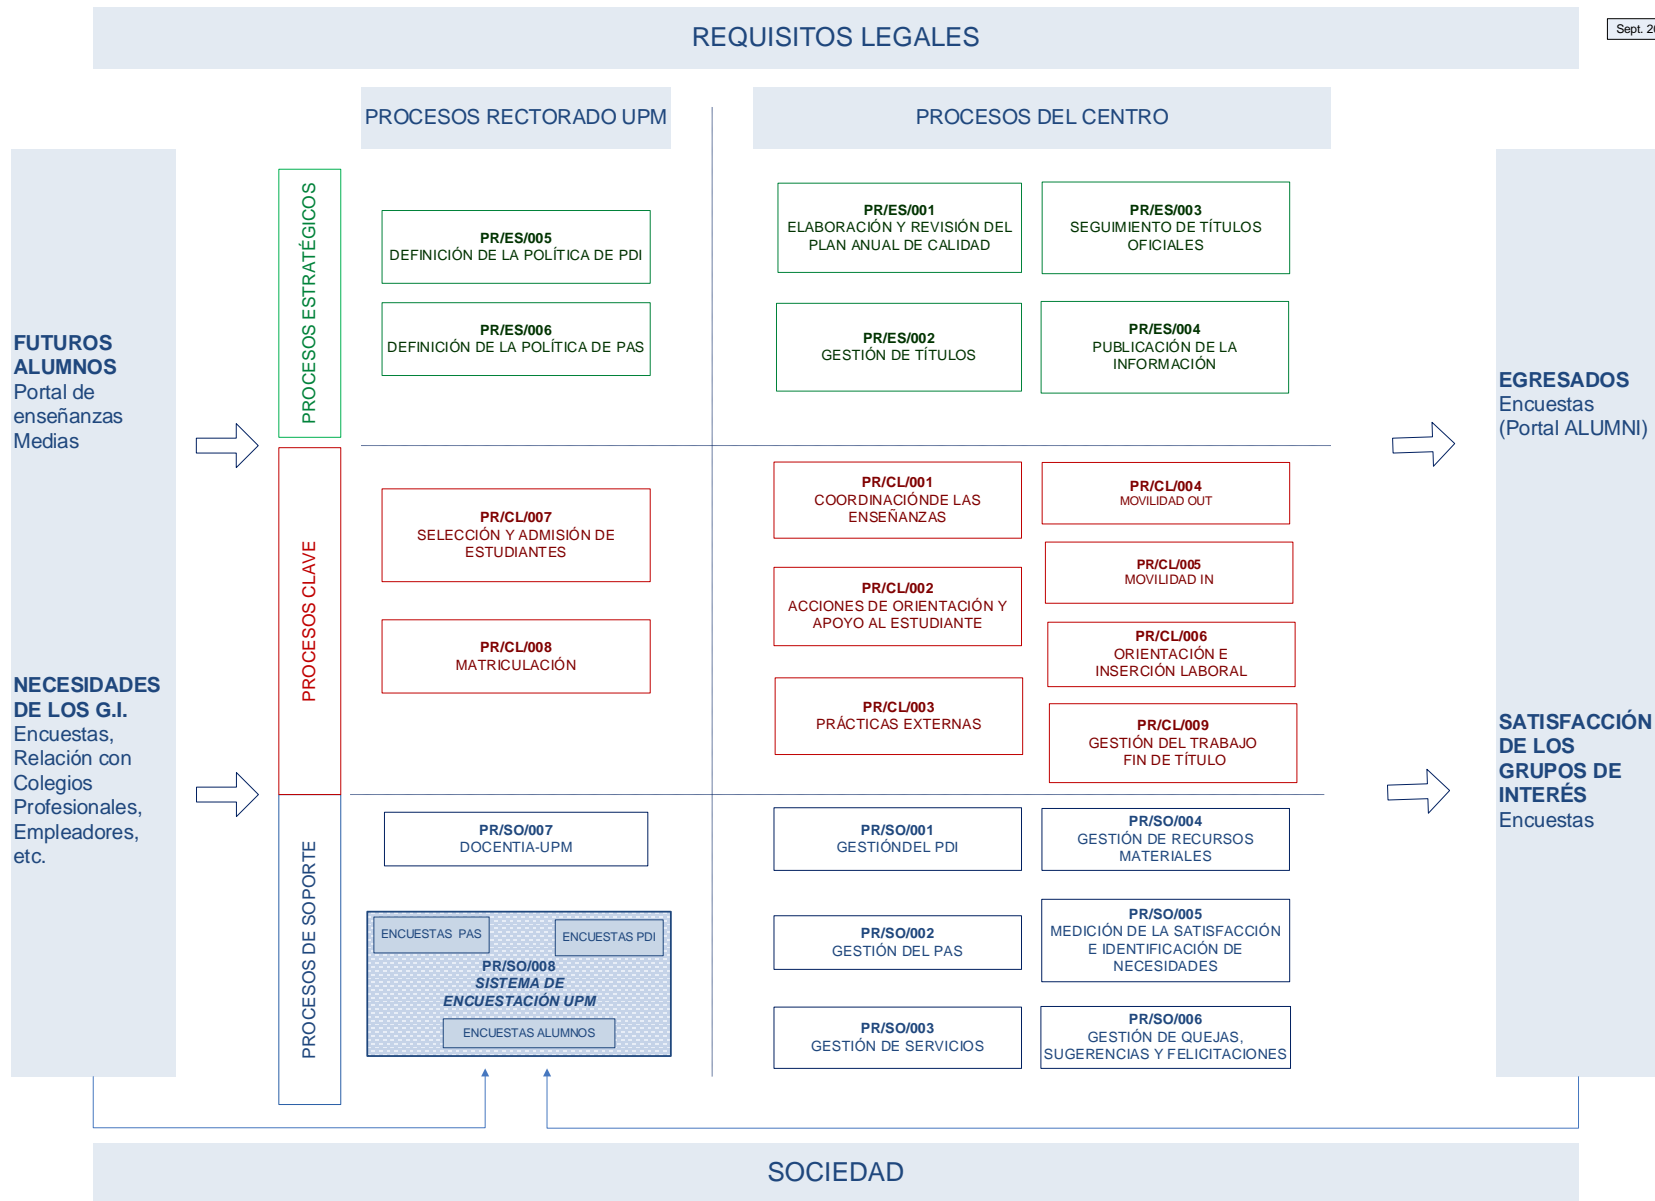 REQUISITOS LEGALES
Sept. 20
PROCESOS RECTORADO UPM
PROCESOS DEL CENTRO
FUTUROS
ALUMNOS
Portal de
enseñanzas
Medias
NECESIDADES
DE LOS G.I.
Encuestas,
Relación con
Colegios
Profesionales,
Empleadores,
etc.
PROCESOS ESTRATÉGICOS
PR/ES/005
DEFINICIÓN DE LA POLÍTICA DE PDI
PR/ES/006
DEFINICIÓN DE LA POLÍTICA DE PAS
PR/ES/001
ELABORACIÓN Y REVISIÓN DEL
PLAN ANUAL DE CALIDAD
PR/ES/003
SEGUIMIENTO DE TÍTULOS
OFICIALES
PR/ES/002
GESTIÓN DE TÍTULOS
PR/ES/004
PUBLICACIÓN DE LA
INFORMACIÓN
PROCESOS CLAVE
PR/CL/007
SELECCIÓN Y ADMISIÓN DE
ESTUDIANTES
PR/CL/008
MATRICULACIÓN
PR/CL/001
COORDINACIÓNDE LAS
ENSEÑANZAS
PR/CL/004
MOVILIDAD OUT
PR/CL/005
MOVILIDAD IN
PR/CL/002
ACCIONES DE ORIENTACIÓN Y
APOYO AL ESTUDIANTE
PR/CL/006
ORIENTACIÓN E
INSERCIÓN LABORAL
PR/CL/003
PRÁCTICAS EXTERNAS
PR/CL/009
GESTIÓN DEL TRABAJO
FIN DE TÍTULO
PROCESOS DE SOPORTE
PR/SO/007
DOCENTIA-UPM
ENCUESTAS PAS
ENCUESTAS PDI
PR/SO/008
SISTEMA DE
ENCUESTACIÓN UPM
ENCUESTAS ALUMNOS
PR/SO/001
GESTIÓNDEL PDI
PR/SO/004
GESTIÓN DE RECURSOS
MATERIALES
PR/SO/002
GESTIÓN DEL PAS
PR/SO/005
MEDICIÓN DE LA SATISFACCIÓN
E IDENTIFICACIÓN DE
NECESIDADES
PR/SO/003
GESTIÓN DE SERVICIOS
PR/SO/006
GESTIÓN DE QUEJAS,
SUGERENCIAS Y FELICITACIONES
EGRESADOS
Encuestas
(Portal ALUMNI)
SATISFACCIÓN
DE LOS
GRUPOS DE
INTERÉS
Encuestas
SOCIEDAD